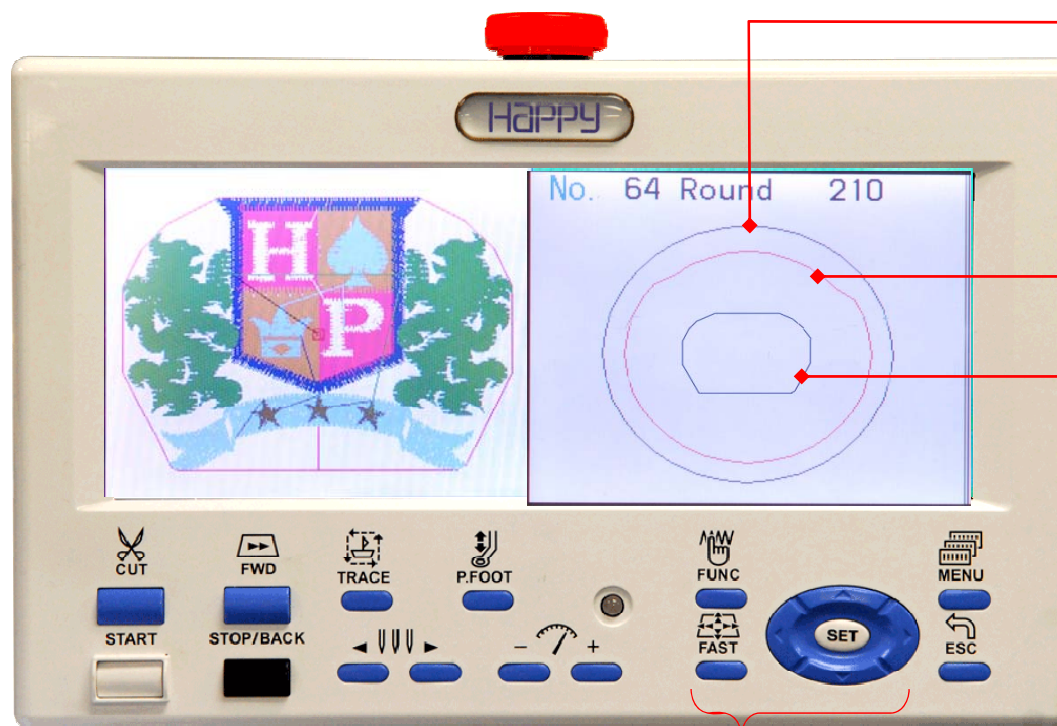 Happy
No. 64 Round 210
H
P
CUT
FWD
TRACE
P.FOOT
FUNC
MENU
START
STOP/BACK
- +
FAST
SET
ESC